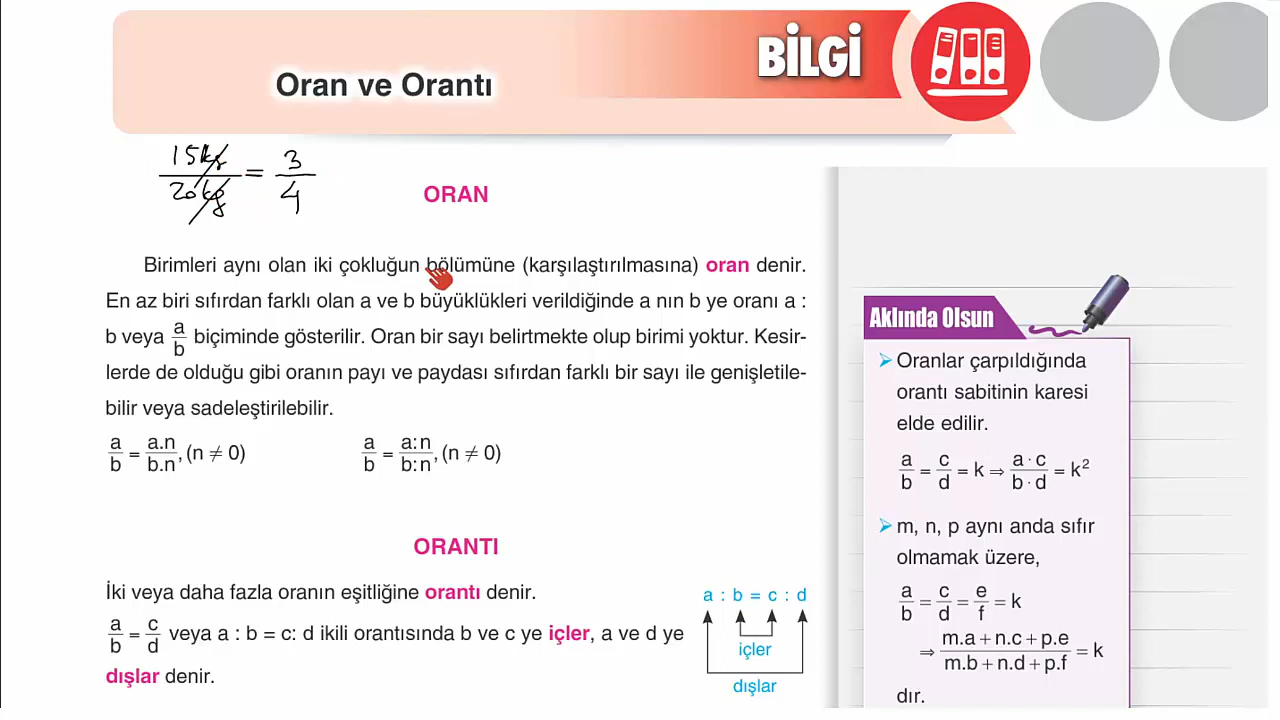 BİLGİ
Oran ve Orantı
15kg/20kg = 3/4
ORAN
Birimleri aynı olan iki çokluğun bölümüne (karşılaştırılmasına) oran denir.
En az biri sıfırdan farklı olan a ve b büyüklükleri verildiğinde a nın b ye oranı a :
b veya a/b biçiminde gösterilir. Oran bir sayı belirtmekte olup birimi yoktur. Kesir-
lerde de olduğu gibi oranın payı ve paydası sıfırdan farklı bir sayı ile genişletile-
bilir veya sadeleştirilebilir.
a/b = a.n/b.n, (n ≠ 0) a/b = a:n/b:n, (n ≠ 0)
ORANTI
İki veya daha fazla oranın eşitliğine orantı denir.
a/b = c/d veya a : b = c: d ikili orantısında b ve c ye içler, a ve d ye
dışlar denir.
a : b = c : d
içler
dışlar
Aklında Olsun
Oranlar çarpıldığında
orantı sabitinin karesi
elde edilir.
a/b = c/d = k ⇒ a · c/b · d = k²
m, n, p aynı anda sıfır
olmamak üzere,
a/b = c/d = e/f = k
⇒ m.a + n.c + p.e/m.b + n.d + p.f = k
dır.